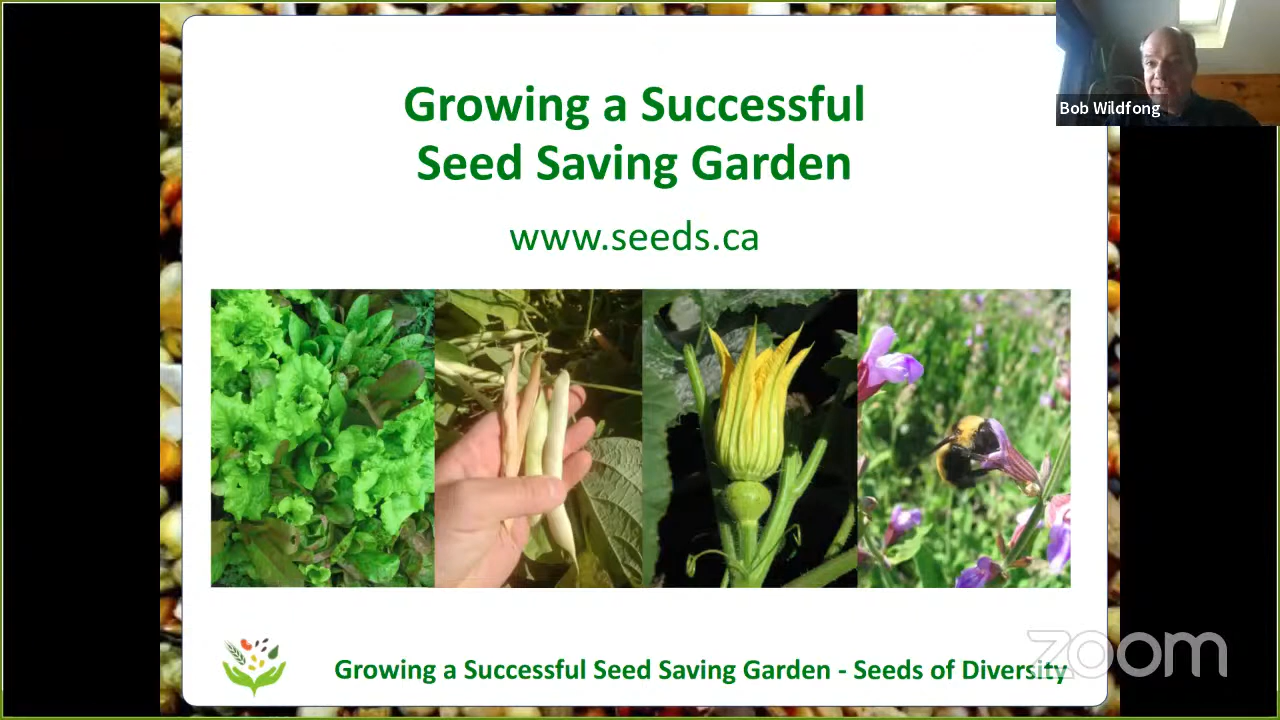 Growing a Successful
Seed Saving Garden
www.seeds.ca
Bob Wildfong
Growing a Successful Seed Saving Garden - Seeds of Diversity
zoom